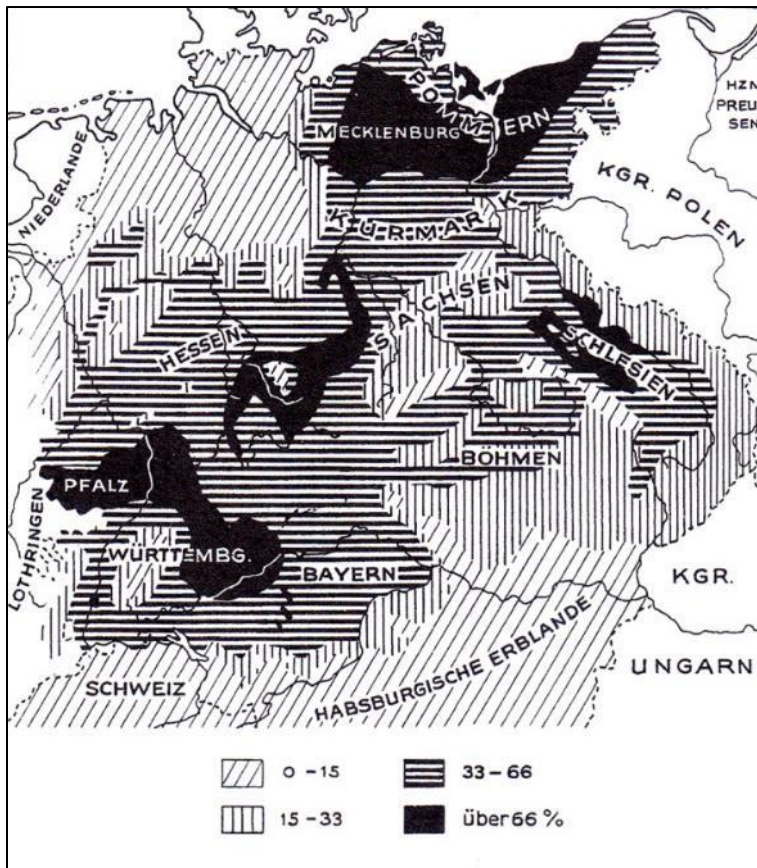 POMMERN
MECKLENBURG
HZM
PREUS
SEN
NIEDERLANDE
KGR. POLEN
KURMARK
SACHSEN
HESSEN
SCHLESIEN
BÖHMEN
PFALZ
LOTHRINGEN
WÜRTTEMBG.
BAYERN
KGR.
UNGARN
HABSBURGISCHE ERBLANDE
SCHWEIZ
0-15
33-66
15-33
über 66%